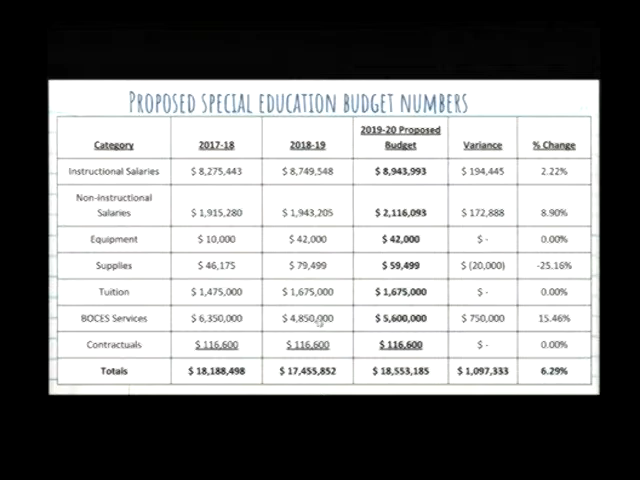 PROPOSED SPECIAL EDUCATION BUDGET NUMBERS
Category 2017-18 2018-19 2019-20 Proposed Budget Variance % Change
Instructional Salaries $ 8,275,443 $ 8,749,548 $ 8,943,993 $ 194,445 2.22%
Non-instructional Salaries $ 1,915,280 $ 1,943,205 $ 2,116,093 $ 172,888 8.90%
Equipment $ 10,000 $ 42,000 $ 42,000 $ - 0.00%
Supplies $ 46,175 $ 79,499 $ 59,499 $ (20,000) -25.16%
Tuition $ 1,475,000 $ 1,675,000 $ 1,675,000 $ - 0.00%
BOCES Services $ 6,350,000 $ 4,850,000 $ 5,600,000 $ 750,000 15.46%
Contractuals $ 116,600 $ 116,600 $ 116,600 $ - 0.00%
Totals $ 18,188,498 $ 17,455,852 $ 18,553,185 $ 1,097,333 6.29%